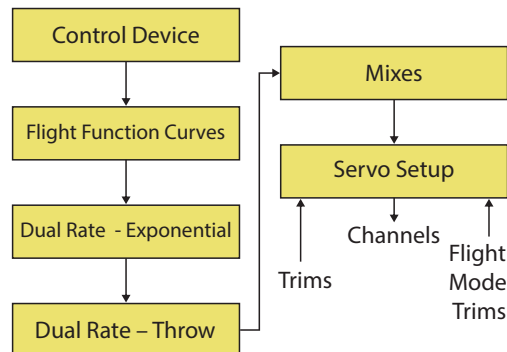 Control Device
Flight Function Curves
Dual Rate - Exponential
Dual Rate – Throw
Mixes
Servo Setup
Channels
Trims
Flight
Mode
Trims